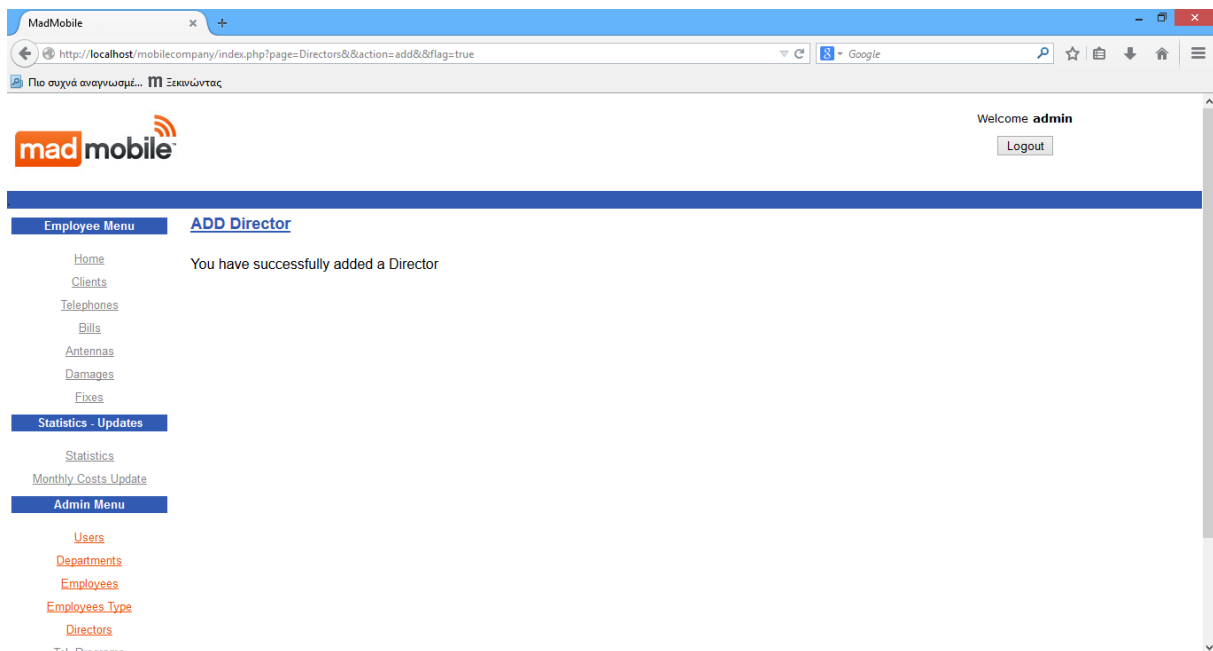 MadMobile
http://localhost/mobilecompany/index.php?page=Directors&&action=add&&flag=true
Google
Πιο συχνά αναγνωσμέ... Ξεκινώντας
mad mobile
Welcome admin
Logout
Employee Menu
Home
Clients
Telephones
Bills
Antennas
Damages
Fixes
Statistics - Updates
Statistics
Monthly Costs Update
Admin Menu
Users
Departments
Employees
Employees Type
Directors
ADD Director
You have successfully added a Director